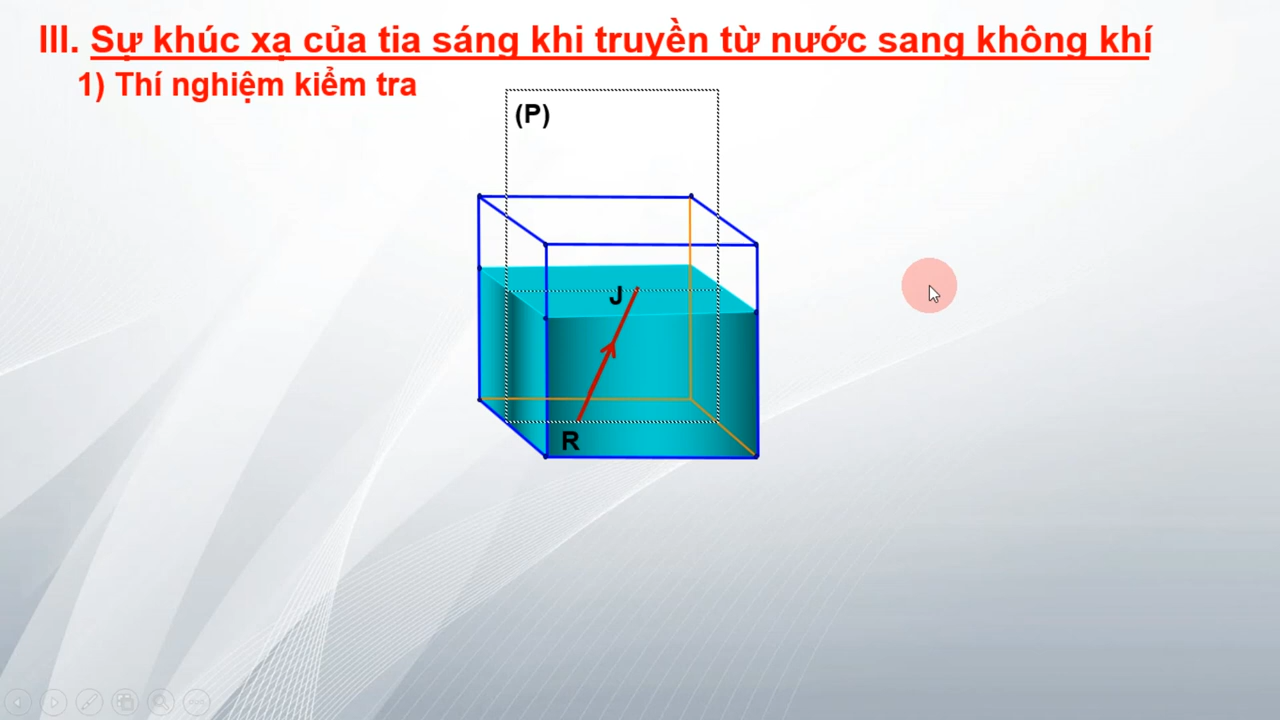 III. Sự khúc xạ của tia sáng khi truyền từ nước sang không khí
1) Thí nghiệm kiểm tra
(P)
J
R